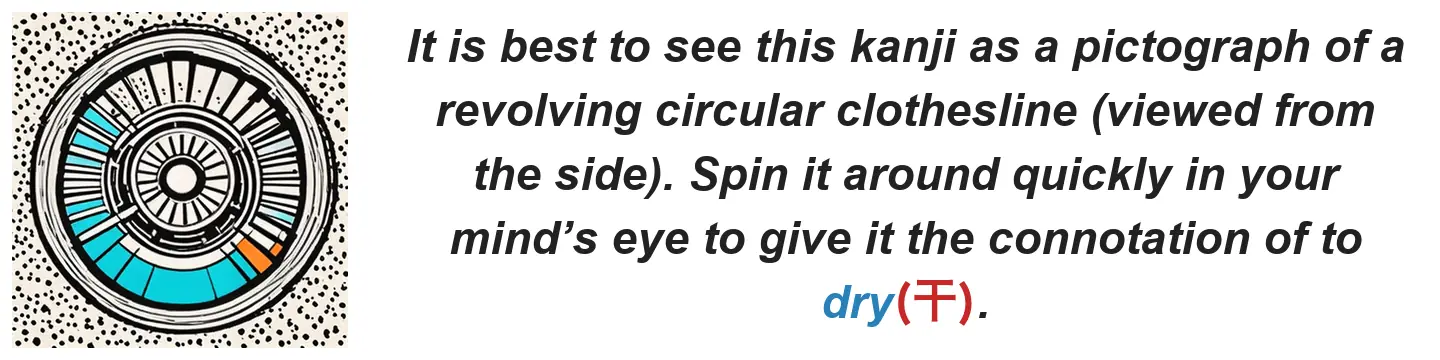 It is best to see this kanji as a pictograph of a
revolving circular clothesline (viewed from
the side). Spin it around quickly in your
mind’s eye to give it the connotation of to
dry(干).